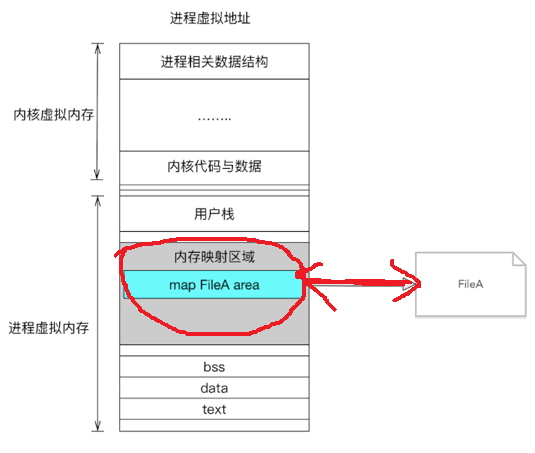 进程虚拟地址
进程相关数据结构
内核虚拟内存
……..
内核代码与数据
用户栈
内存映射区域
map FileA area
FileA
进程虚拟内存
bss
data
text